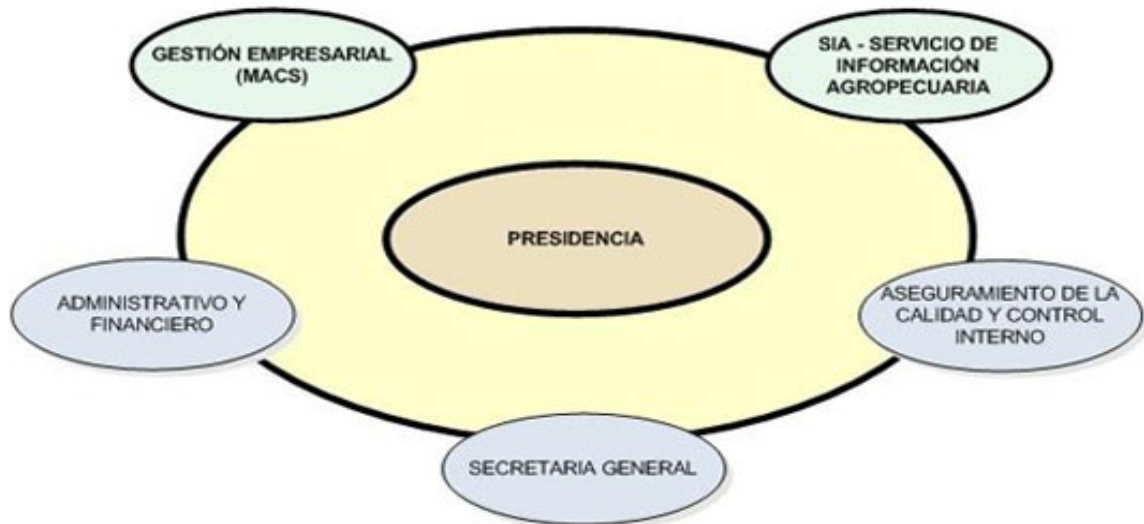 GESTIÓN EMPRESARIAL
(MACS)
SIA - SERVICIO DE
INFORMACIÓN
AGROPECUARIA
PRESIDENCIA
ADMINISTRATIVO Y
FINANCIERO
ASEGURAMIENTO DE LA
CALIDAD Y CONTROL
INTERNO
SECRETARIA GENERAL